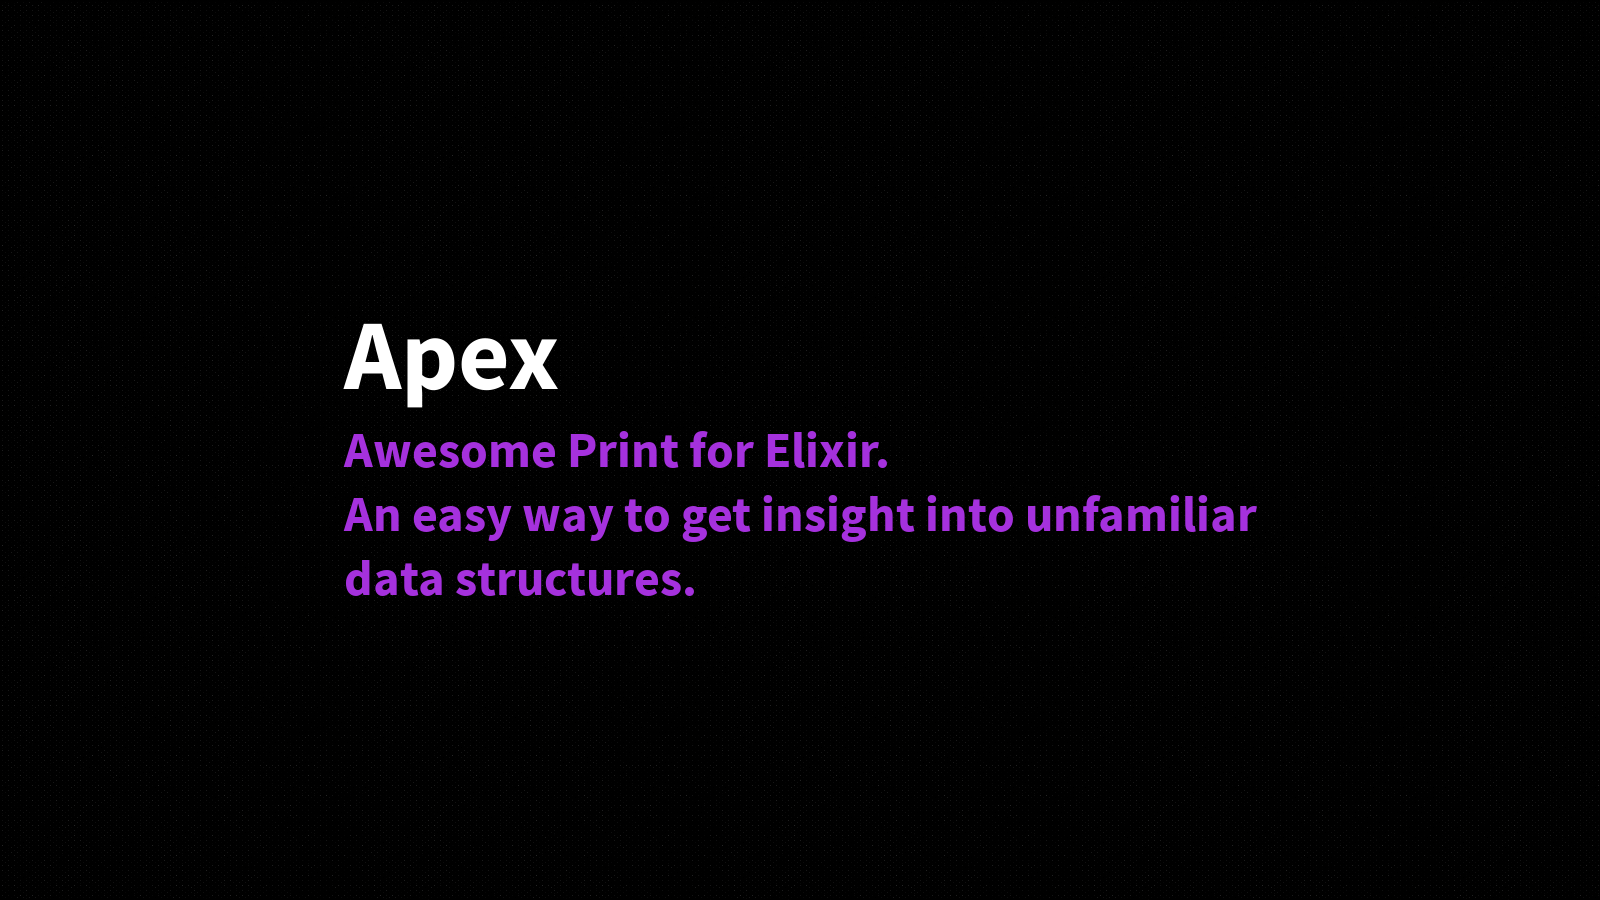 Apex
Awesome Print for Elixir.
An easy way to get insight into unfamiliar
data structures.